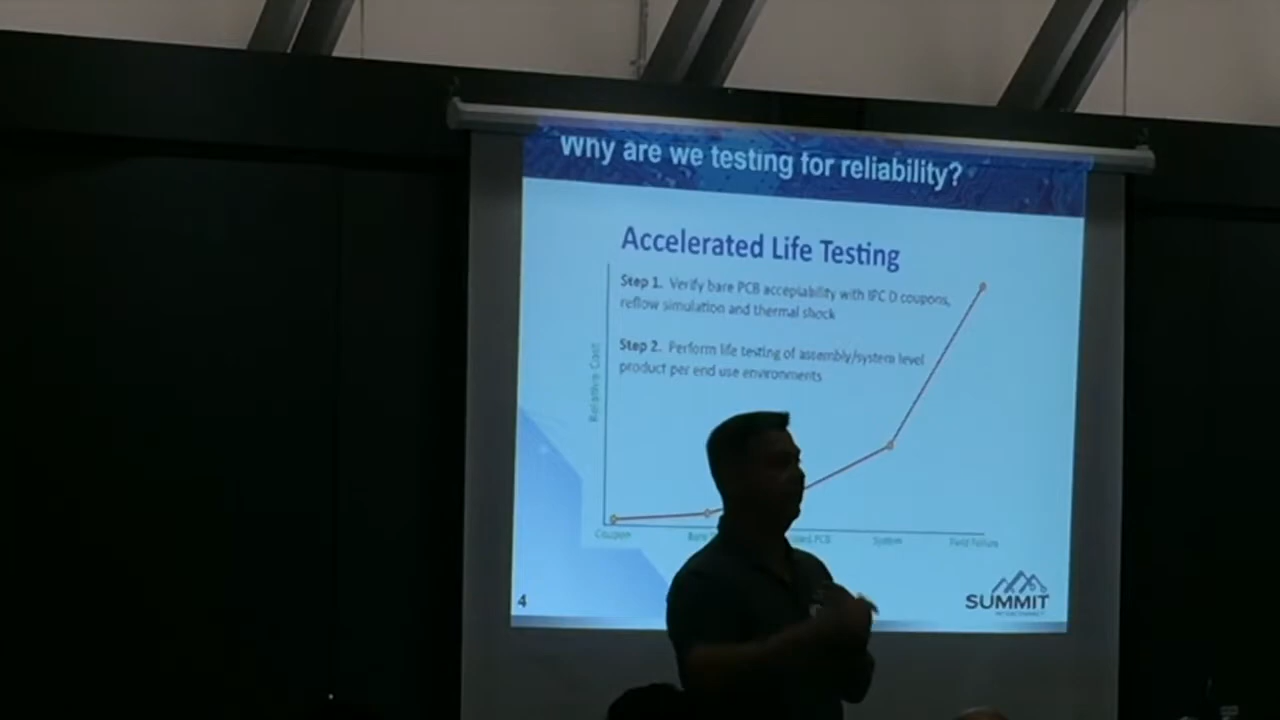 Why are we testing for reliability?
Accelerated Life Testing
Step 1. Verify bare PCB acceptability with IPC D coupons,
reflow simulation and thermal shock
Step 2. Perform life testing of assembly/system level
product per end use environments
Relative Cost
Coupon
Bare
PCB
System
Field Failure
4
SUMMIT